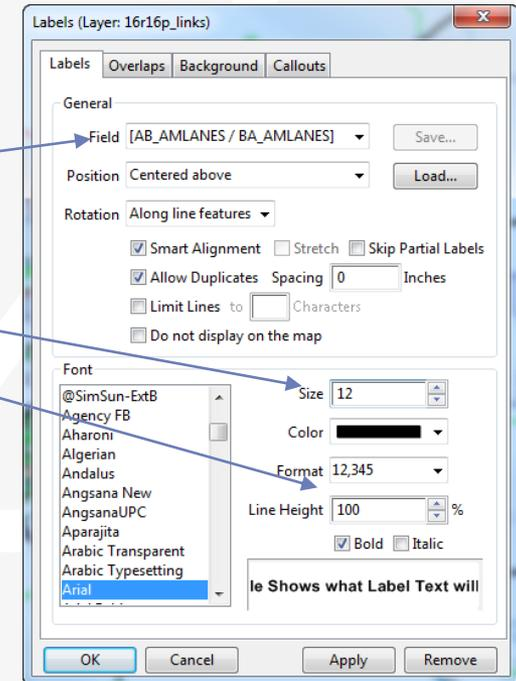 Labels (Layer: 16r16p_links)
x
Labels Overlaps Background Callouts
General
Field [AB_AMLANES / BA_AMLANES] Save...
Position Centered above Load...
Rotation Along line features
Smart Alignment Stretch Skip Partial Labels
Allow Duplicates Spacing 0 Inches
Limit Lines to Characters
Do not display on the map
Font
@SimSun-ExtB
Agency FB
Aharoni
Algerian
Andalus
Angsana New
AngsanaUPC
Aparajita
Arabic Transparent
Arabic Typesetting
Arial
Size 12
Color
Format 12,345
Line Height 100 %
Bold Italic
le Shows what Label Text will
OK Cancel Apply Remove